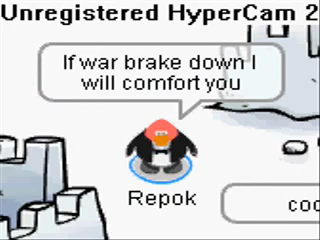 Unregistered HyperCam 2
If war brake down I
will comfort you
Repok
coo